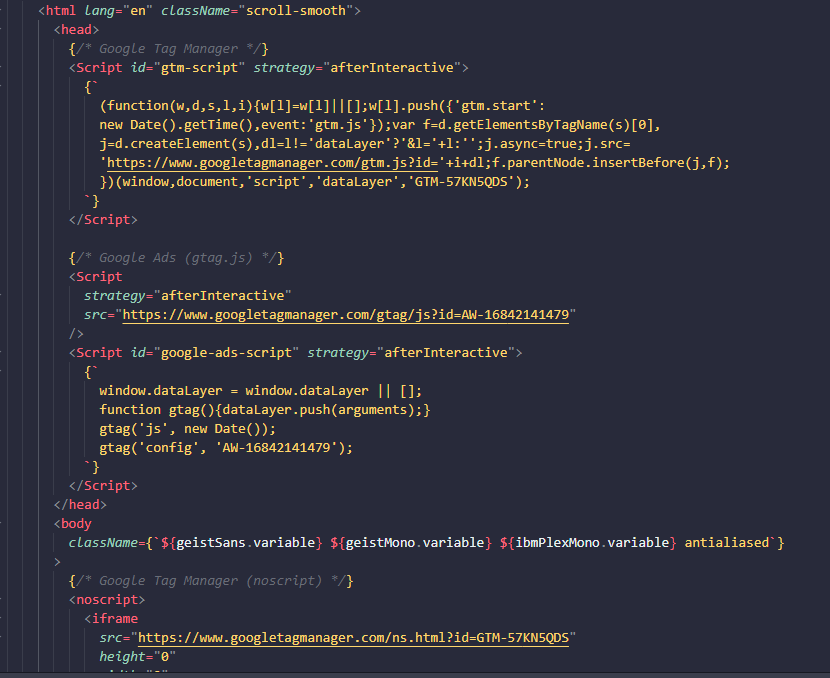 <html lang="en" className="scroll-smooth">
<head>
{/* Google Tag Manager */}
<Script id="gtm-script" strategy="afterInteractive">
{`
(function(w,d,s,l,i){w[l]=w[l]||[];w[l].push({'gtm.start':
new Date().getTime(),event:'gtm.js'});var f=d.getElementsByTagName(s)[0],
j=d.createElement(s),dl=l!='dataLayer'?'&l='+l:'';j.async=true;j.src=
'https://www.googletagmanager.com/gtm.js?id='+i+dl;f.parentNode.insertBefore(j,f);
})(window,document,'script','dataLayer','GTM-57KN5QDS');
`}
</Script>
{/* Google Ads (gtag.js) */}
<Script
strategy="afterInteractive"
src="https://www.googletagmanager.com/gtag/js?id=AW-16842141479"
/>
<Script id="google-ads-script" strategy="afterInteractive">
{`
window.dataLayer = window.dataLayer || [];
function gtag(){dataLayer.push(arguments);}
gtag('js', new Date());
gtag('config', 'AW-16842141479');
`}
</Script>
</head>
<body
className={`${geistSans.variable} ${geistMono.variable} ${ibmPlexMono.variable} antialiased`}
>
{/* Google Tag Manager (noscript) */}
<noscript>
<iframe
src="https://www.googletagmanager.com/ns.html?id=GTM-57KN5QDS"
height="0"